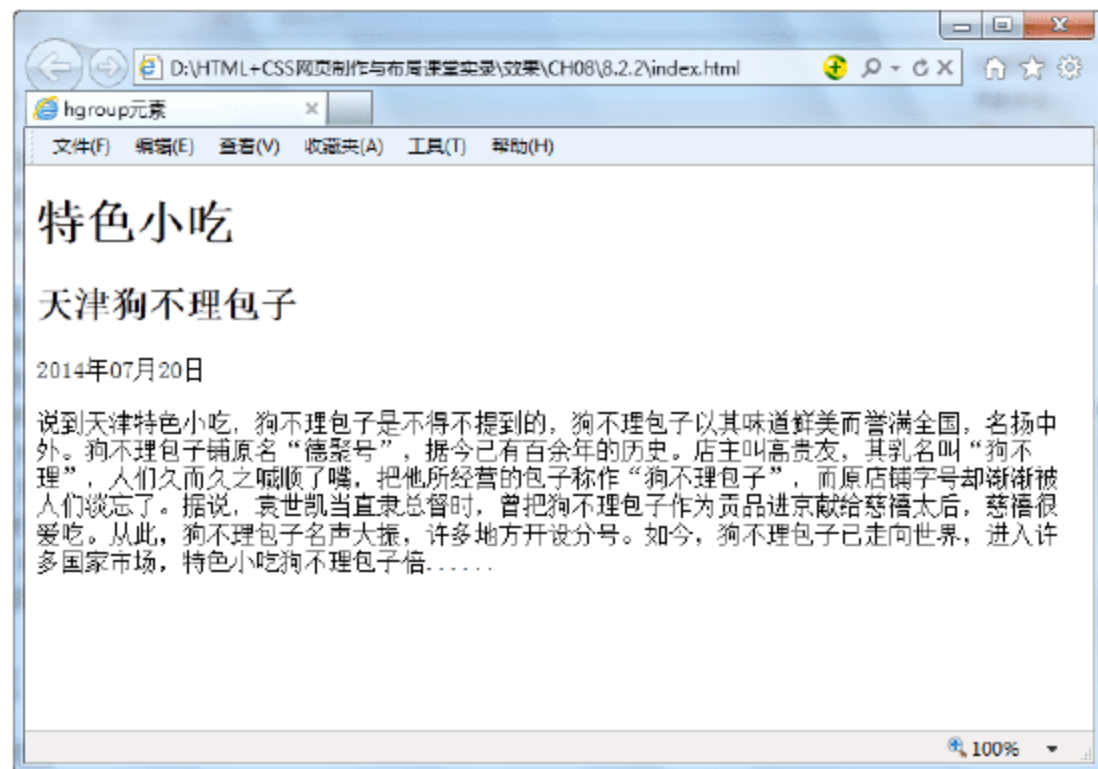 D:\HTML+CSS网页制作与布局课堂实录\效果\CH08\8.2.2\index.html
hgroup元素
文件(F) 编辑(E) 查看(V) 收藏夹(A) 工具(T) 帮助(H)
特色小吃
天津狗不理包子
2014年07月20日
说到天津特色小吃，狗不理包子是不得不提到的，狗不理包子以其味道鲜美而誉满全国，名扬中
外。狗不理包子铺原名“德聚号”，据今已有百余年的历史。店主叫高贵友，其乳名叫“狗不
理”，人们久而久之喊顺了嘴，把他所经营的包子称作“狗不理包子”，而原店铺字号却渐渐被
人们淡忘了。据说，袁世凯当直隶总督时，曾把狗不理包子作为贡品进京献给慈禧太后，慈禧很
爱吃。从此，狗不理包子名声大振，许多地方开设分号。如今，狗不理包子已走向世界，进入许
多国家市场，特色小吃狗不理包子倍......
100%